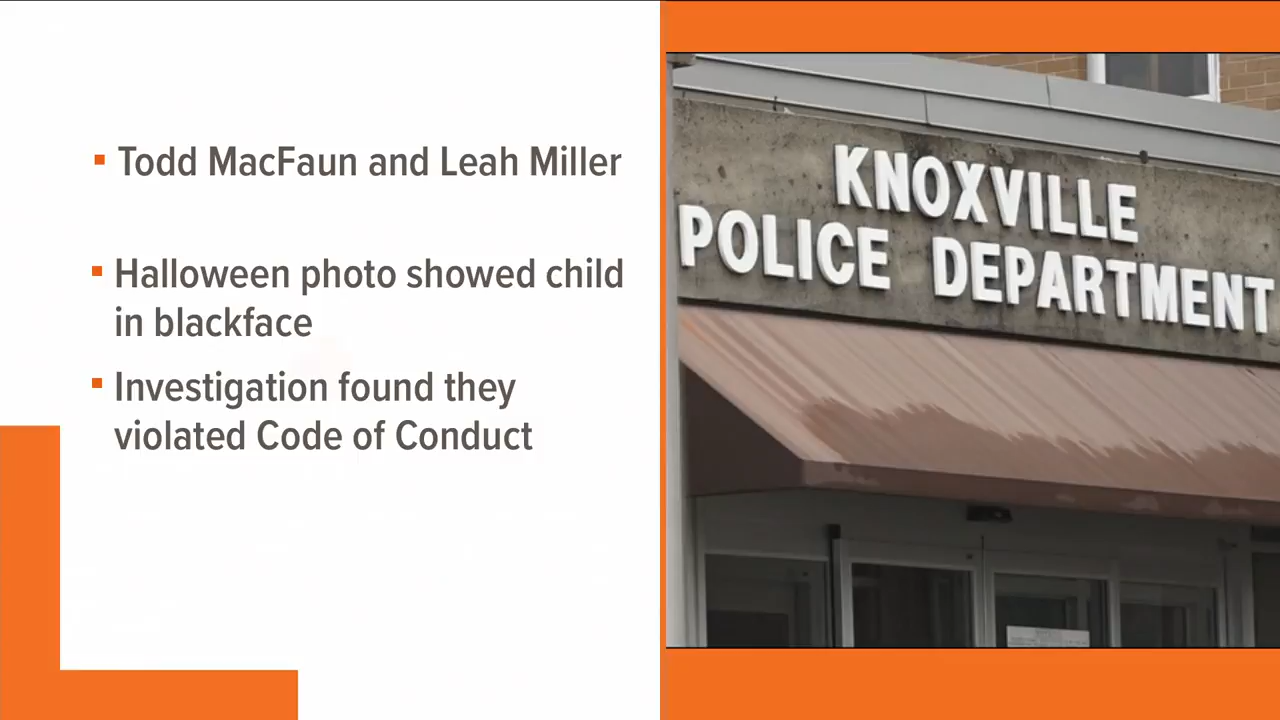 Todd MacFaun and Leah Miller
Halloween photo showed child
in blackface
Investigation found they
violated Code of Conduct
KNOXVILLE
POLICE DEPARTMENT